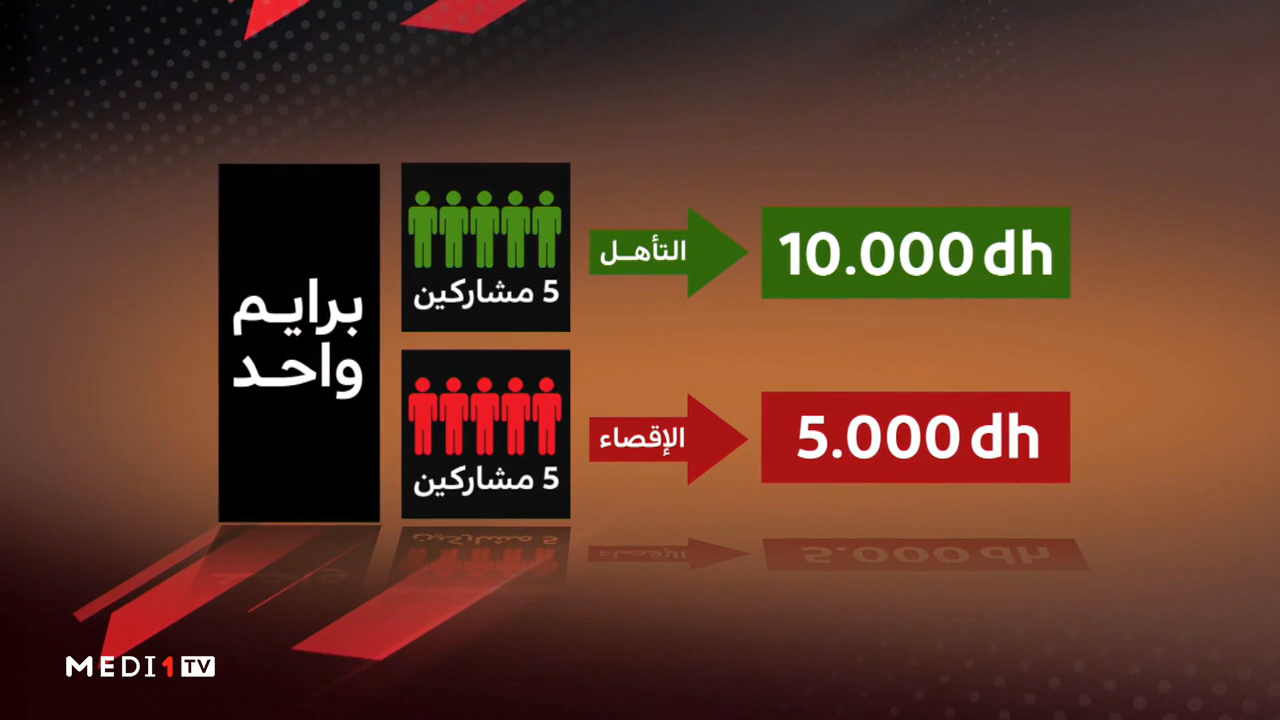 برايم
واحد
5 مشاركين
التأهل
10.000 dh
5 مشاركين
الإقصاء
5.000 dh
MEDI1TV